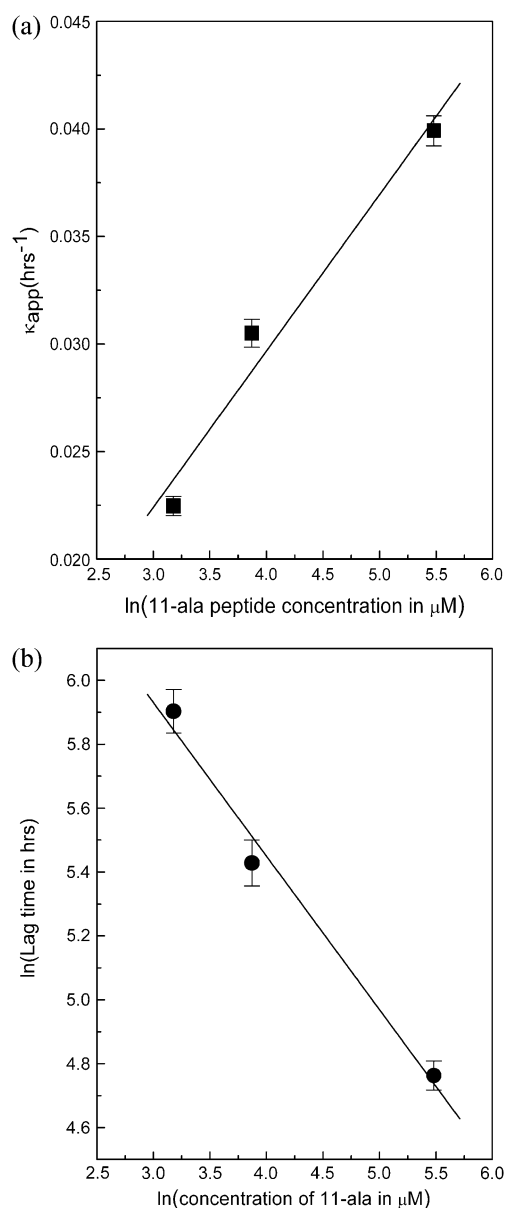 (a)
0.045
0.040
0.035
0.030
0.025
0.020
κapp(hrs-1)
2.5 3.0 3.5 4.0 4.5 5.0 5.5 6.0
ln(11-ala peptide concentration in μM)
(b)
6.0
5.8
5.6
5.4
5.2
5.0
4.8
4.6
ln(Lag time in hrs)
2.5 3.0 3.5 4.0 4.5 5.0 5.5 6.0
ln(concentration of 11-ala in μM)